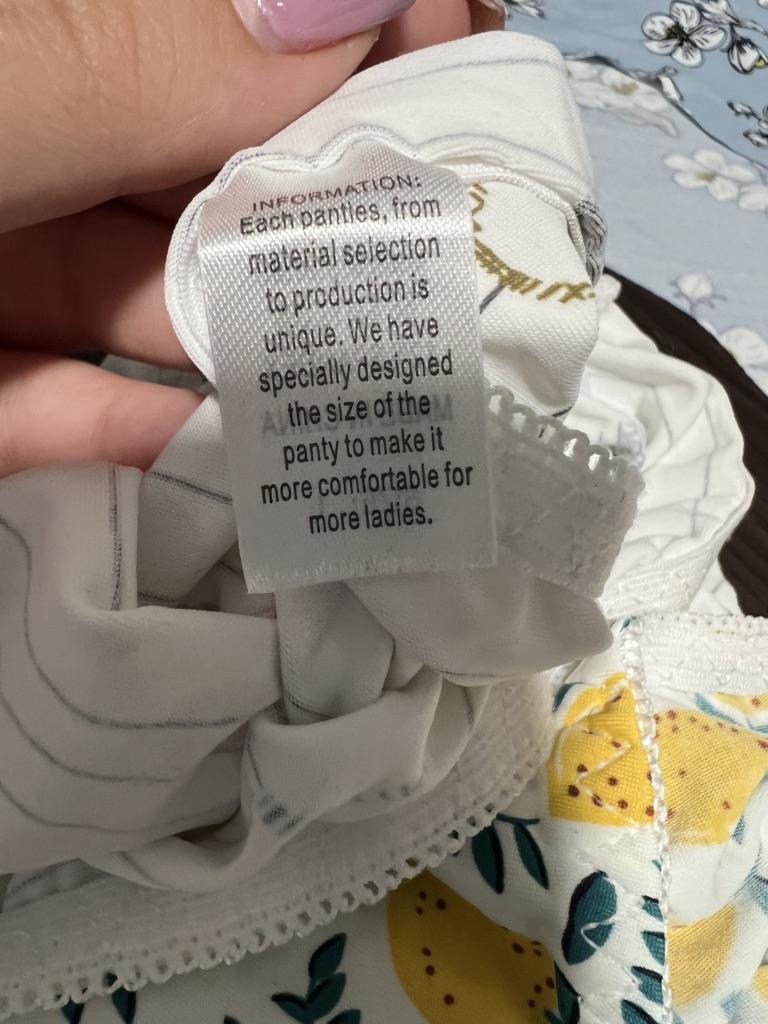 INFORMATION:
Each panties, from
material selection
to production is
unique. We have
specially designed
the size of the
panty to make it
more comfortable for
more ladies.